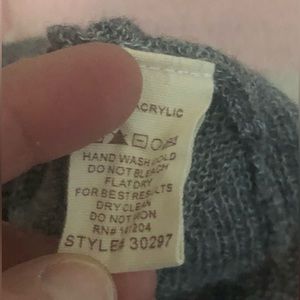 ACRYLIC
HAND WASH COLD
DO NOT BLEACH
FLAT DRY
FOR BEST RESULTS
DRY CLEAN
DO NOT IRON
RN#
STYLE# 30297